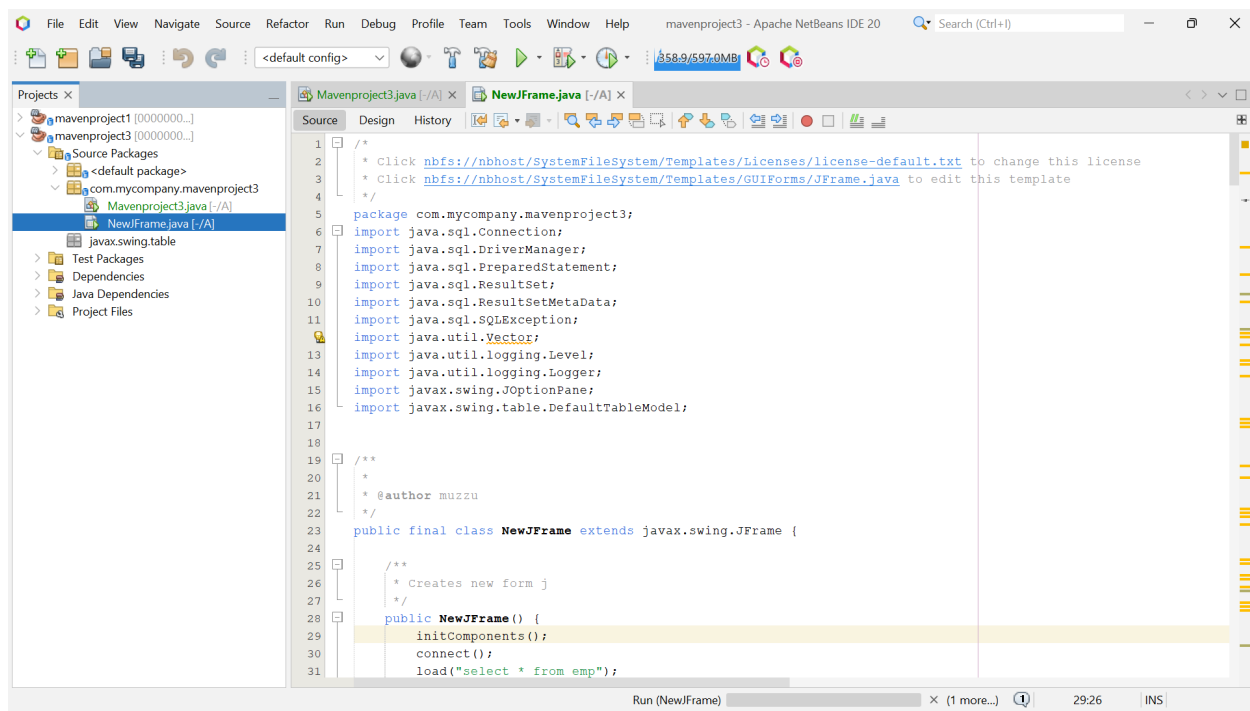 File Edit View Navigate Source Refactor Run Debug Profile Team Tools Window Help mavenproject3 - Apache NetBeans IDE 20 Search (Ctrl+I)
<default config> 358.9/597.0MB
Projects
mavenproject1 [0000000...]
mavenproject3 [0000000...]
Source Packages
<default package>
com.mycompany.mavenproject3
Mavenproject3.java [-/A]
NewJFrame.java [-/A]
javax.swing.table
Test Packages
Dependencies
Java Dependencies
Project Files
Mavenproject3.java [-/A] NewJFrame.java [-/A]
Source Design History
1 /*
2 * Click nbfs://nbhost/SystemFileSystem/Templates/Licenses/license-default.txt to change this license
3 * Click nbfs://nbhost/SystemFileSystem/Templates/GUIForms/JFrame.java to edit this template
4 */
5 package com.mycompany.mavenproject3;
6 import java.sql.Connection;
7 import java.sql.DriverManager;
8 import java.sql.PreparedStatement;
9 import java.sql.ResultSet;
10 import java.sql.ResultSetMetaData;
11 import java.sql.SQLException;
import java.util.Vector;
13 import java.util.logging.Level;
14 import java.util.logging.Logger;
15 import javax.swing.JOptionPane;
16 import javax.swing.table.DefaultTableModel;
17
18
19 /**
20 *
21 * @author muzzu
22 */
23 public final class NewJFrame extends javax.swing.JFrame {
24
25 /**
26 * Creates new form j
27 */
28 public NewJFrame() {
29 initComponents();
30 connect();
31 load("select * from emp");
Run (NewJFrame) (1 more...) 1 29:26 INS